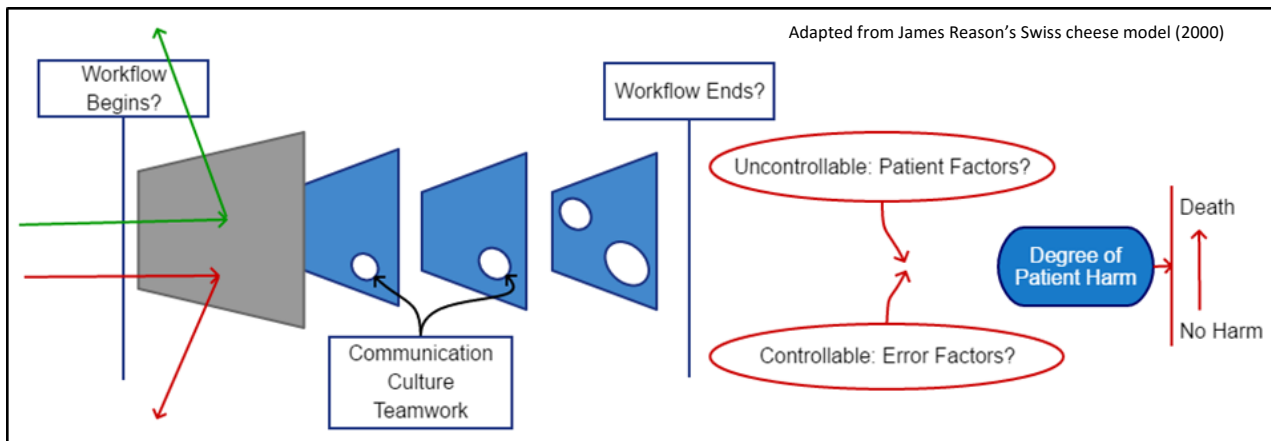 Adapted from James Reason's Swiss cheese model (2000)
Workflow
Begins?
Workflow Ends?
Uncontrollable: Patient Factors?
Death
Degree of
Patient Harm
No Harm
Communication
Culture
Teamwork
Controllable: Error Factors?